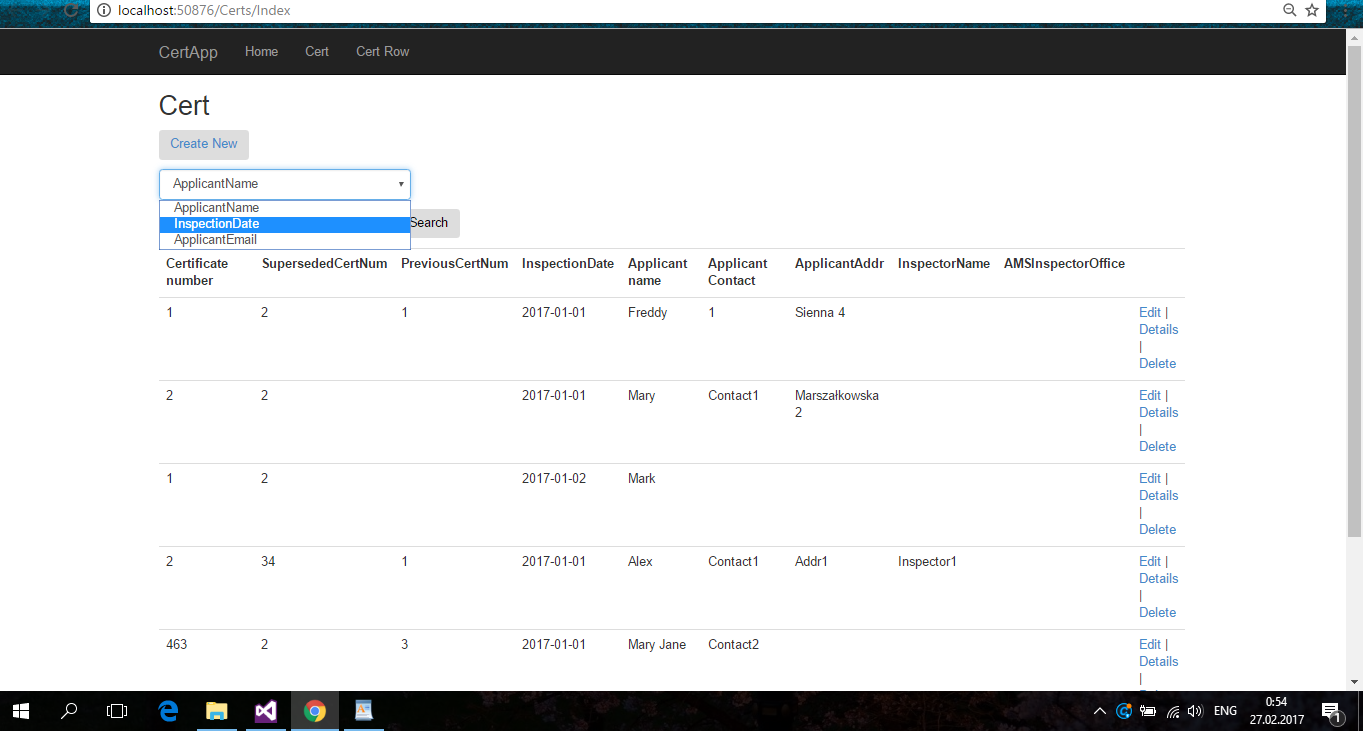 localhost:50876/Certs/Index
CertApp Home Cert Cert Row
Cert
Create New
ApplicantName
ApplicantName
InspectionDate
ApplicantEmail
Search
Certificate number SupersededCertNum PreviousCertNum InspectionDate Applicant name Applicant Contact ApplicantAddr InspectorName AMSInspectorOffice
1 2 1 2017-01-01 Freddy 1 Sienna 4 Edit |
Details
|
Delete
2 2 2017-01-01 Mary Contact1 Marszałkowska 2 Edit |
Details
|
Delete
1 2 2017-01-02 Mark Edit |
Details
|
Delete
2 34 1 2017-01-01 Alex Contact1 Addr1 Inspector1 Edit |
Details
|
Delete
463 2 3 2017-01-01 Mary Jane Contact2 Edit |
Details
|
ENG
0:54
27.02.2017
1